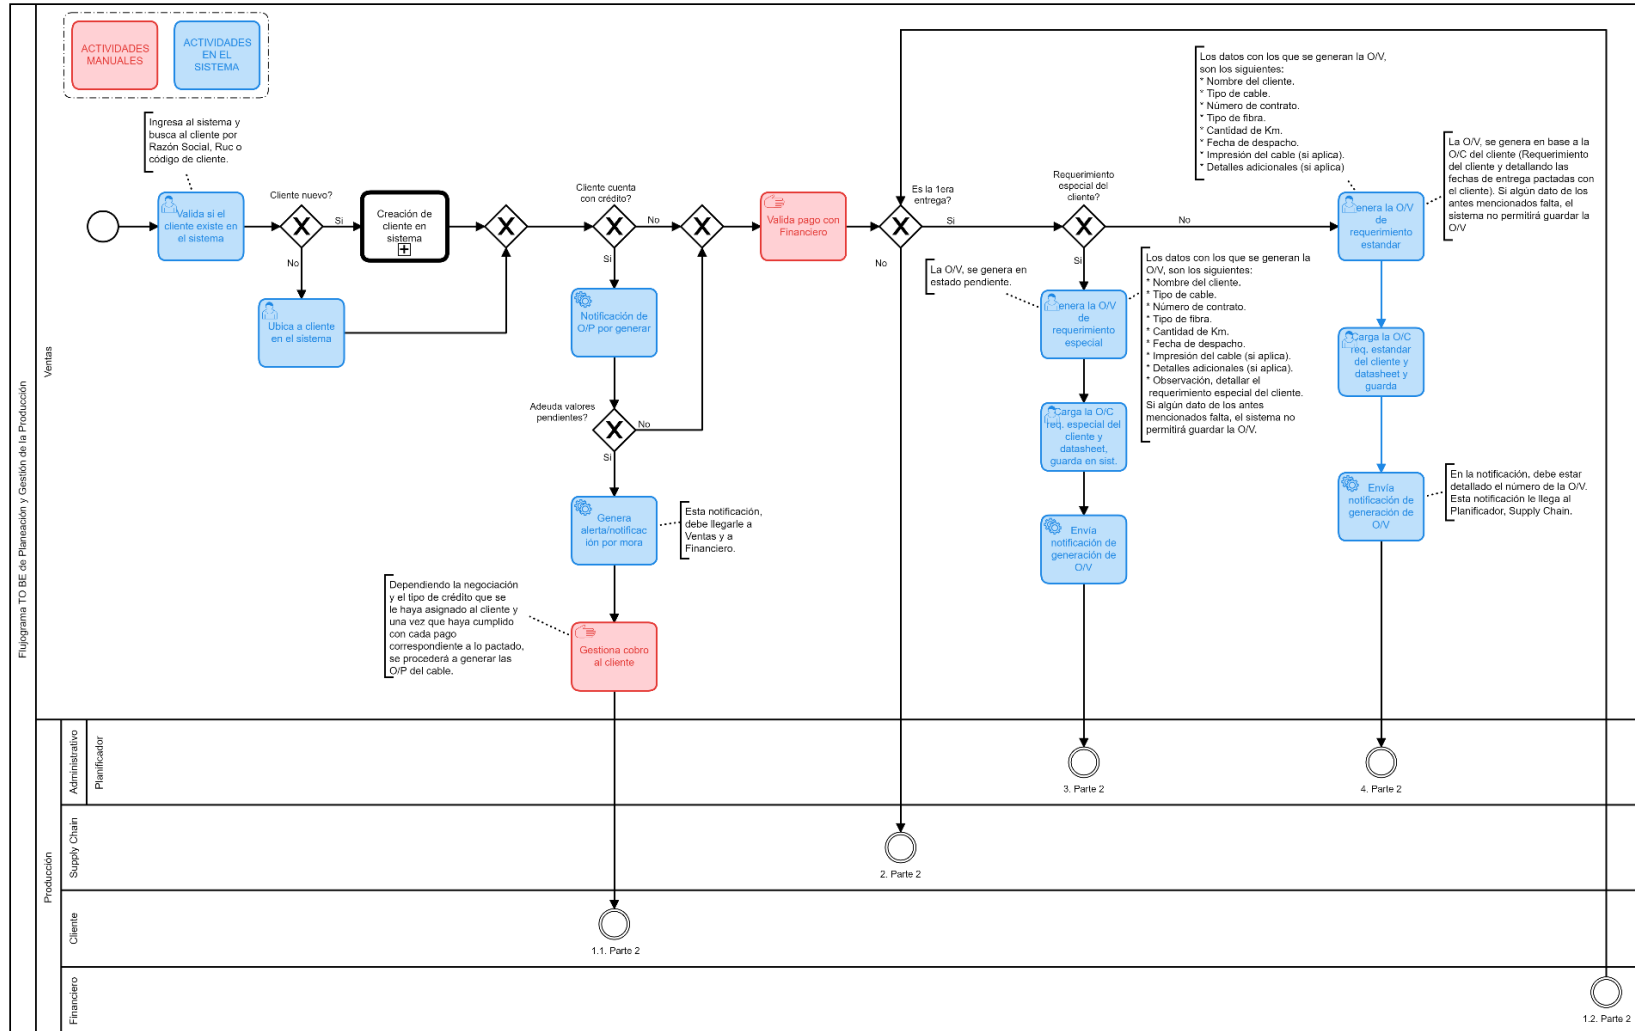 Flujograma TO BE de Planeación y Gestión de la Producción
Ventas
ACTIVIDADES
MANUALES
ACTIVIDADES
EN EL
SISTEMA
Ingresa al sistema y
busca al cliente por
Razón Social, Ruc o
código de cliente.
Valida si el
cliente existe en
el sistema
Cliente nuevo?
Si
No
Ubica a cliente
en el sistema
Creación de
cliente en
sistema
Cliente cuenta
con crédito?
No
Si
Notificación de
O/P por generar
Adeuda valores
pendientes?
No
Si
Genera
alerta/notificac
ión por mora
Esta notificación,
debe llegarle a
Ventas y a
Financiero.
Dependiendo la negociación
y el tipo de crédito que se
le haya asignado al cliente y
una vez que haya cumplido
con cada pago
correspondiente a lo pactado,
se procederá a generar las
O/P del cable.
Gestiona cobro
al cliente
Valida pago con
Financiero
Es la 1era
entrega?
Si
No
Requerimiento
especial del
cliente?
No
Si
La O/V, se genera en
estado pendiente.
enera la O/V
de
requerimiento
especial
Los datos con los que se generan la
O/V, son los siguientes:
* Nombre del cliente.
* Tipo de cable.
* Número de contrato.
* Tipo de fibra.
* Cantidad de Km.
* Fecha de despacho.
* Impresión del cable (si aplica).
* Detalles adicionales (si aplica).
* Observación, detallar el
requerimiento especial del cliente.
Si algún dato de los antes
mencionados falta, el sistema no
permitirá guardar la O/V.
Carga la O/C
req. especial del
cliente y
datasheet,
guarda en sist.
Envía
notificación de
generación de
O/V
Los datos con los que se generan la O/V,
son los siguientes:
* Nombre del cliente.
* Tipo de cable.
* Número de contrato.
* Tipo de fibra.
* Cantidad de Km.
* Fecha de despacho.
* Impresión del cable (si aplica).
* Detalles adicionales (si aplica)
enera la O/V
de
requerimiento
estandar
La O/V, se genera en base a la
O/C del cliente (Requerimiento
del cliente y detallando las
fechas de entrega pactadas con
el cliente). Si algún dato de los
antes mencionados falta, el
sistema no permitirá guardar la
O/V
Carga la O/C
req. estandar
del cliente y
datasheet y
guarda
Envía
notificación de
generación de
O/V
En la notificación, debe estar
detallado el número de la O/V.
Esta notificación le llega al
Planificador, Supply Chain.
Producción
Administrativo
Planificador
3. Parte 2
4. Parte 2
Supply Chain
2. Parte 2
Cliente
1.1. Parte 2
Financiero
1.2. Parte 2